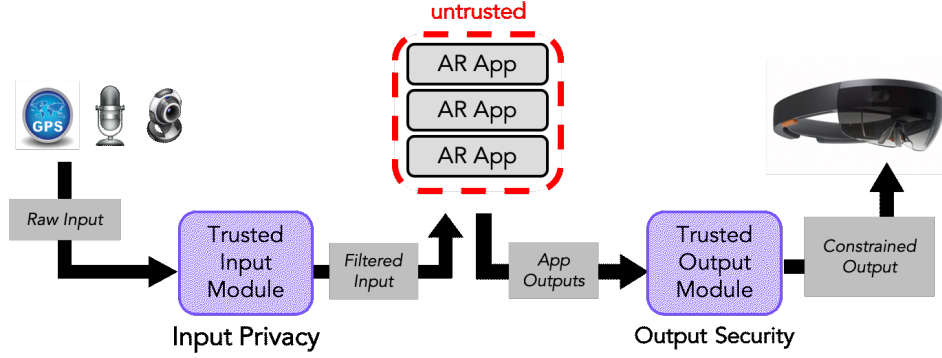 untrusted
AR App
AR App
AR App
GPS
Raw Input
Trusted
Input
Module
Filtered
Input
App
Outputs
Trusted
Output
Module
Constrained
Output
Input Privacy
Output Security